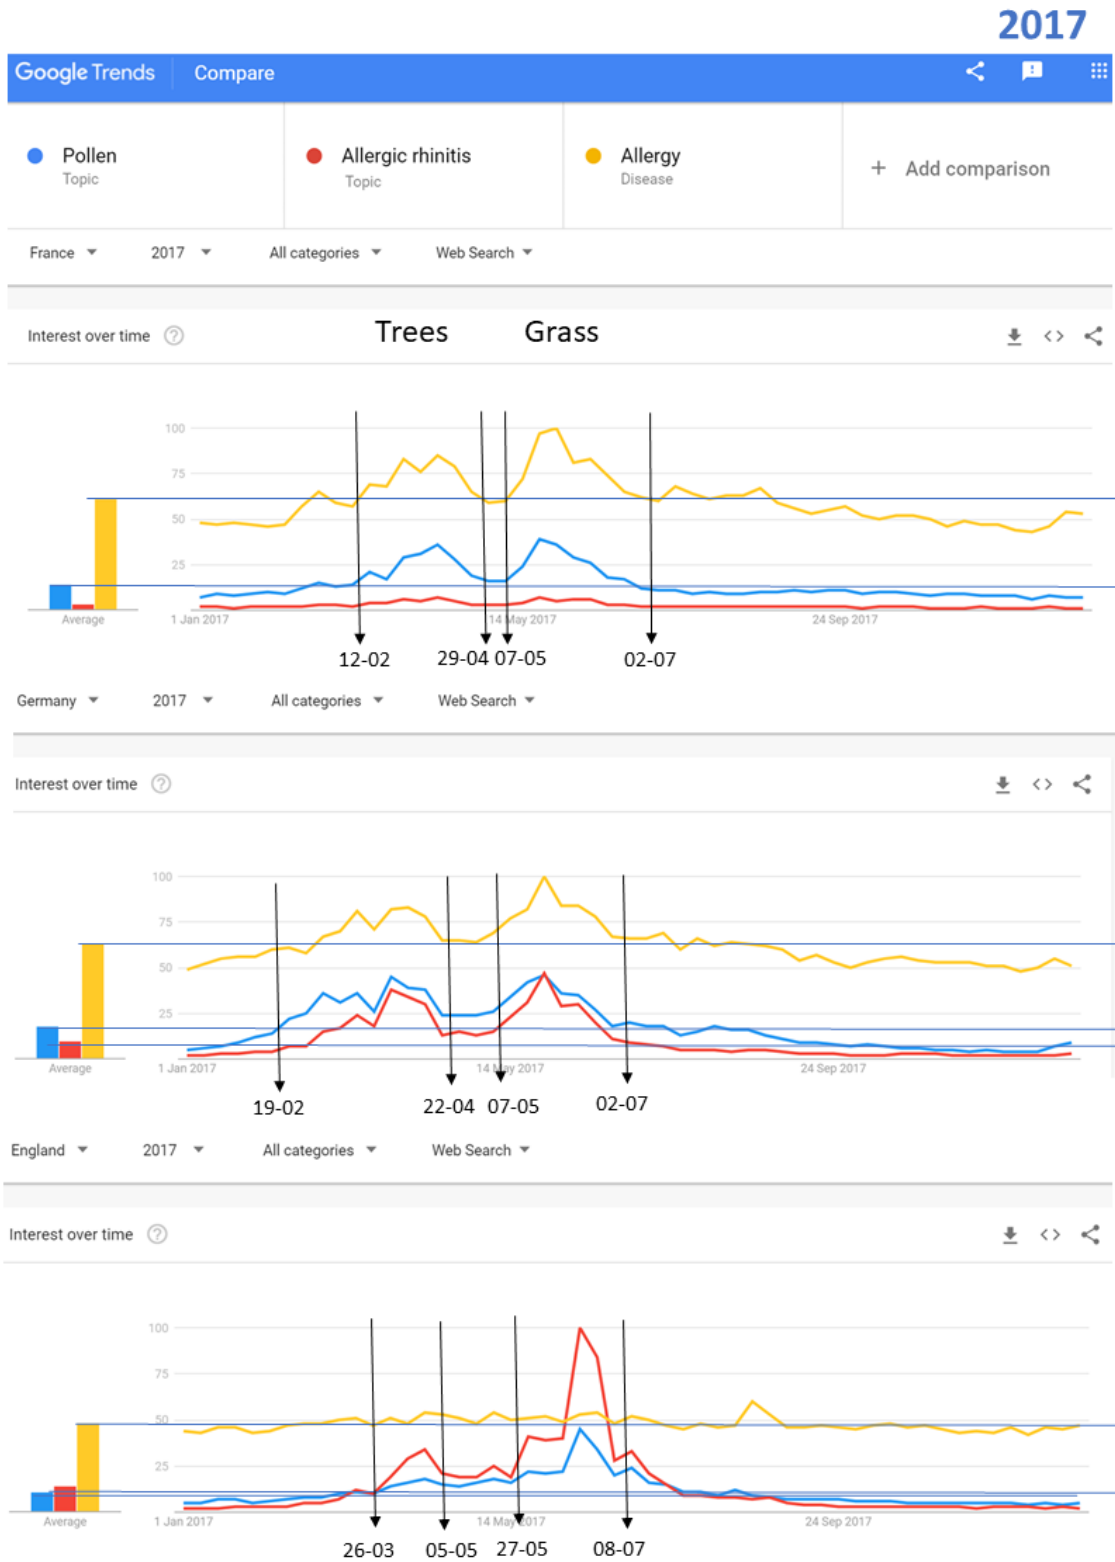 2017
Google Trends Compare
Pollen
Topic
Allergic rhinitis
Topic
Allergy
Disease
+ Add comparison
France 2017 All categories Web Search
Interest over time ?
Trees Grass
100
75
50
25
Average
1 Jan 2017 14 May 2017 24 Sep 2017
12-02 29-04 07-05 02-07
Germany 2017 All categories Web Search
Interest over time ?
100
75
50
25
Average
1 Jan 2017 14 May 2017 24 Sep 2017
19-02 22-04 07-05 02-07
England 2017 All categories Web Search
Interest over time ?
100
75
50
25
Average
1 Jan 2017 14 May 2017 24 Sep 2017
26-03 05-05 27-05 08-07